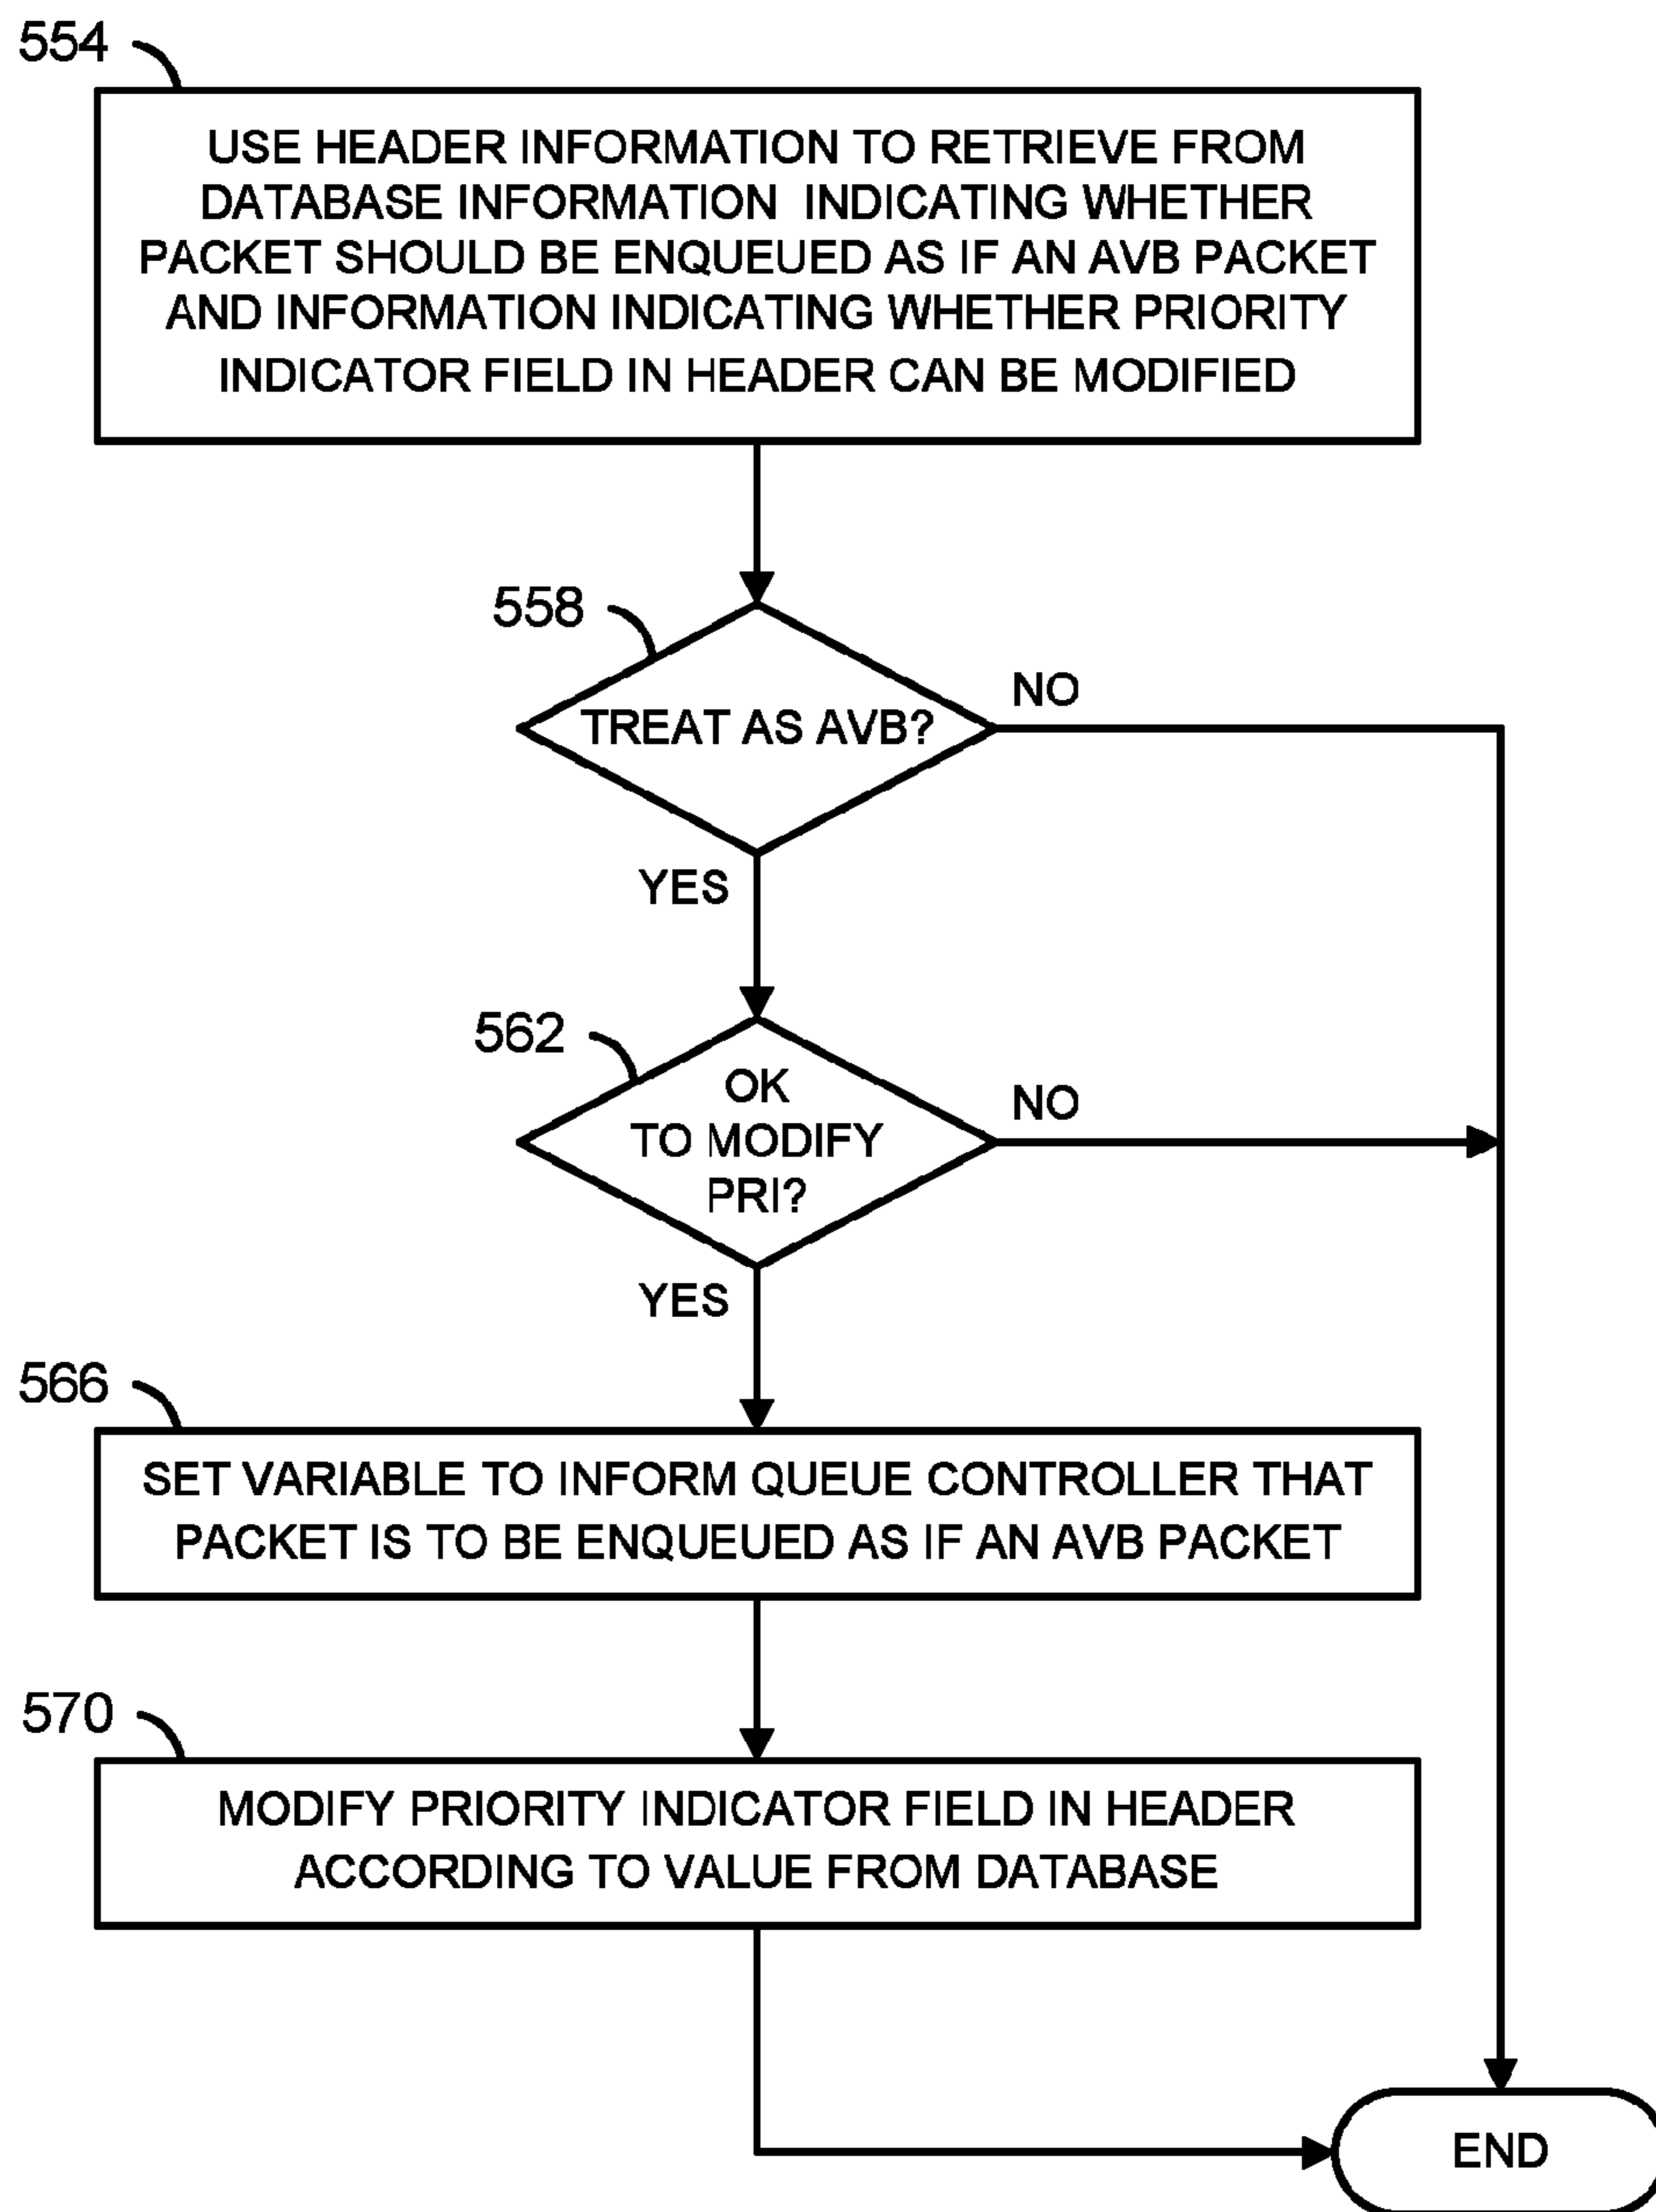 554
USE HEADER INFORMATION TO RETRIEVE FROM
DATABASE INFORMATION INDICATING WHETHER
PACKET SHOULD BE ENQUEUED AS IF AN AVB PACKET
AND INFORMATION INDICATING WHETHER PRIORITY
INDICATOR FIELD IN HEADER CAN BE MODIFIED
558
TREAT AS AVB?
NO
YES
562
OK
TO MODIFY
PRI?
NO
YES
566
SET VARIABLE TO INFORM QUEUE CONTROLLER THAT
PACKET IS TO BE ENQUEUED AS IF AN AVB PACKET
570
MODIFY PRIORITY INDICATOR FIELD IN HEADER
ACCORDING TO VALUE FROM DATABASE
END